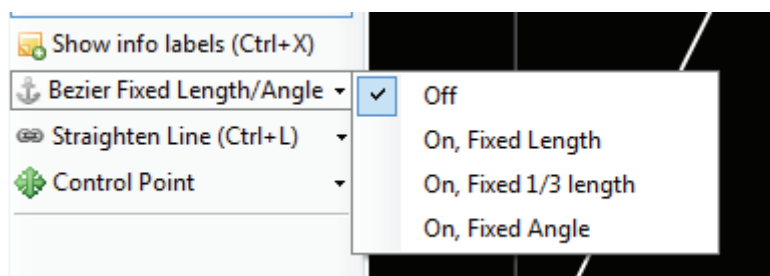 Show info labels (Ctrl+X)
Bezier Fixed Length/Angle
Off
On, Fixed Length
On, Fixed 1/3 length
On, Fixed Angle
Straighten Line (Ctrl+L)
Control Point